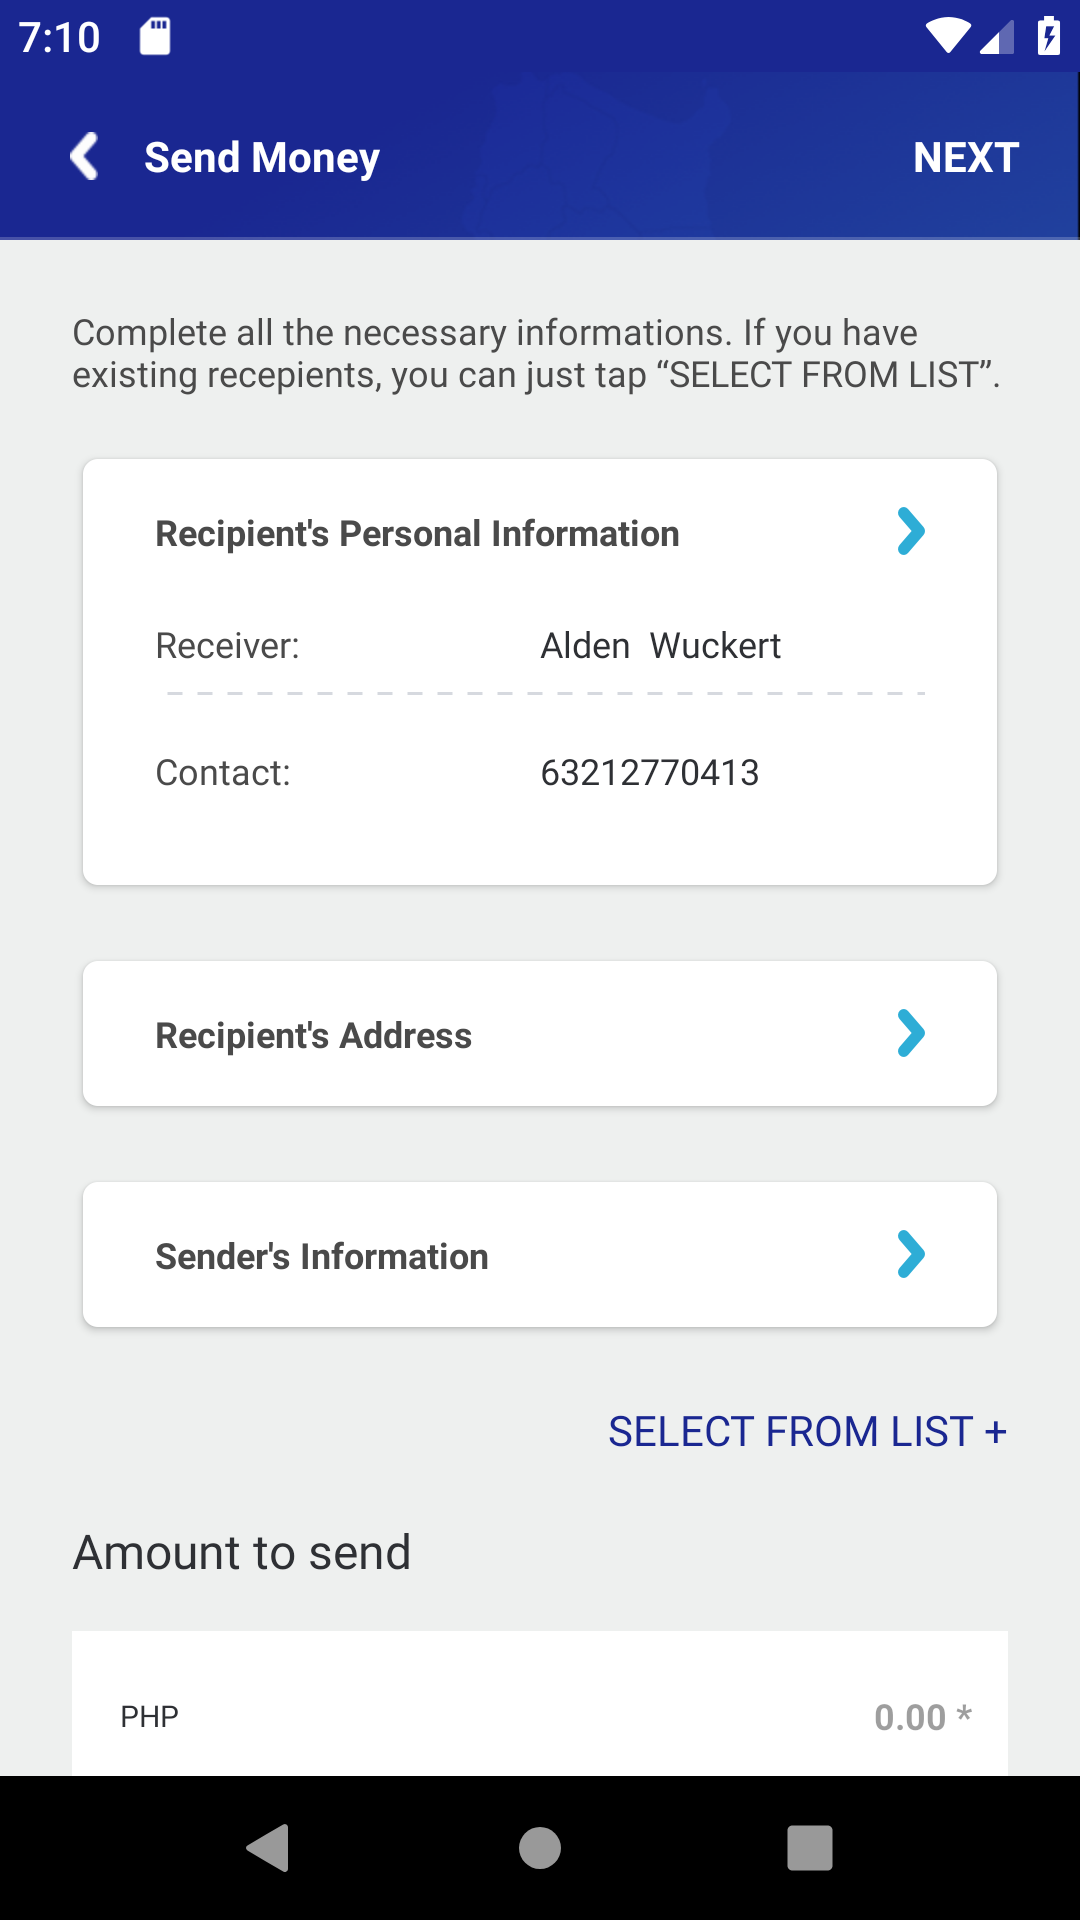 7:10
Send Money
NEXT
Complete all the necessary informations. If you have
existing recepients, you can just tap “SELECT FROM LIST”.
Recipient's Personal Information
Receiver: Alden  Wuckert
Contact: 63212770413
Recipient's Address
Sender's Information
SELECT FROM LIST +
Amount to send
PHP 0.00 *